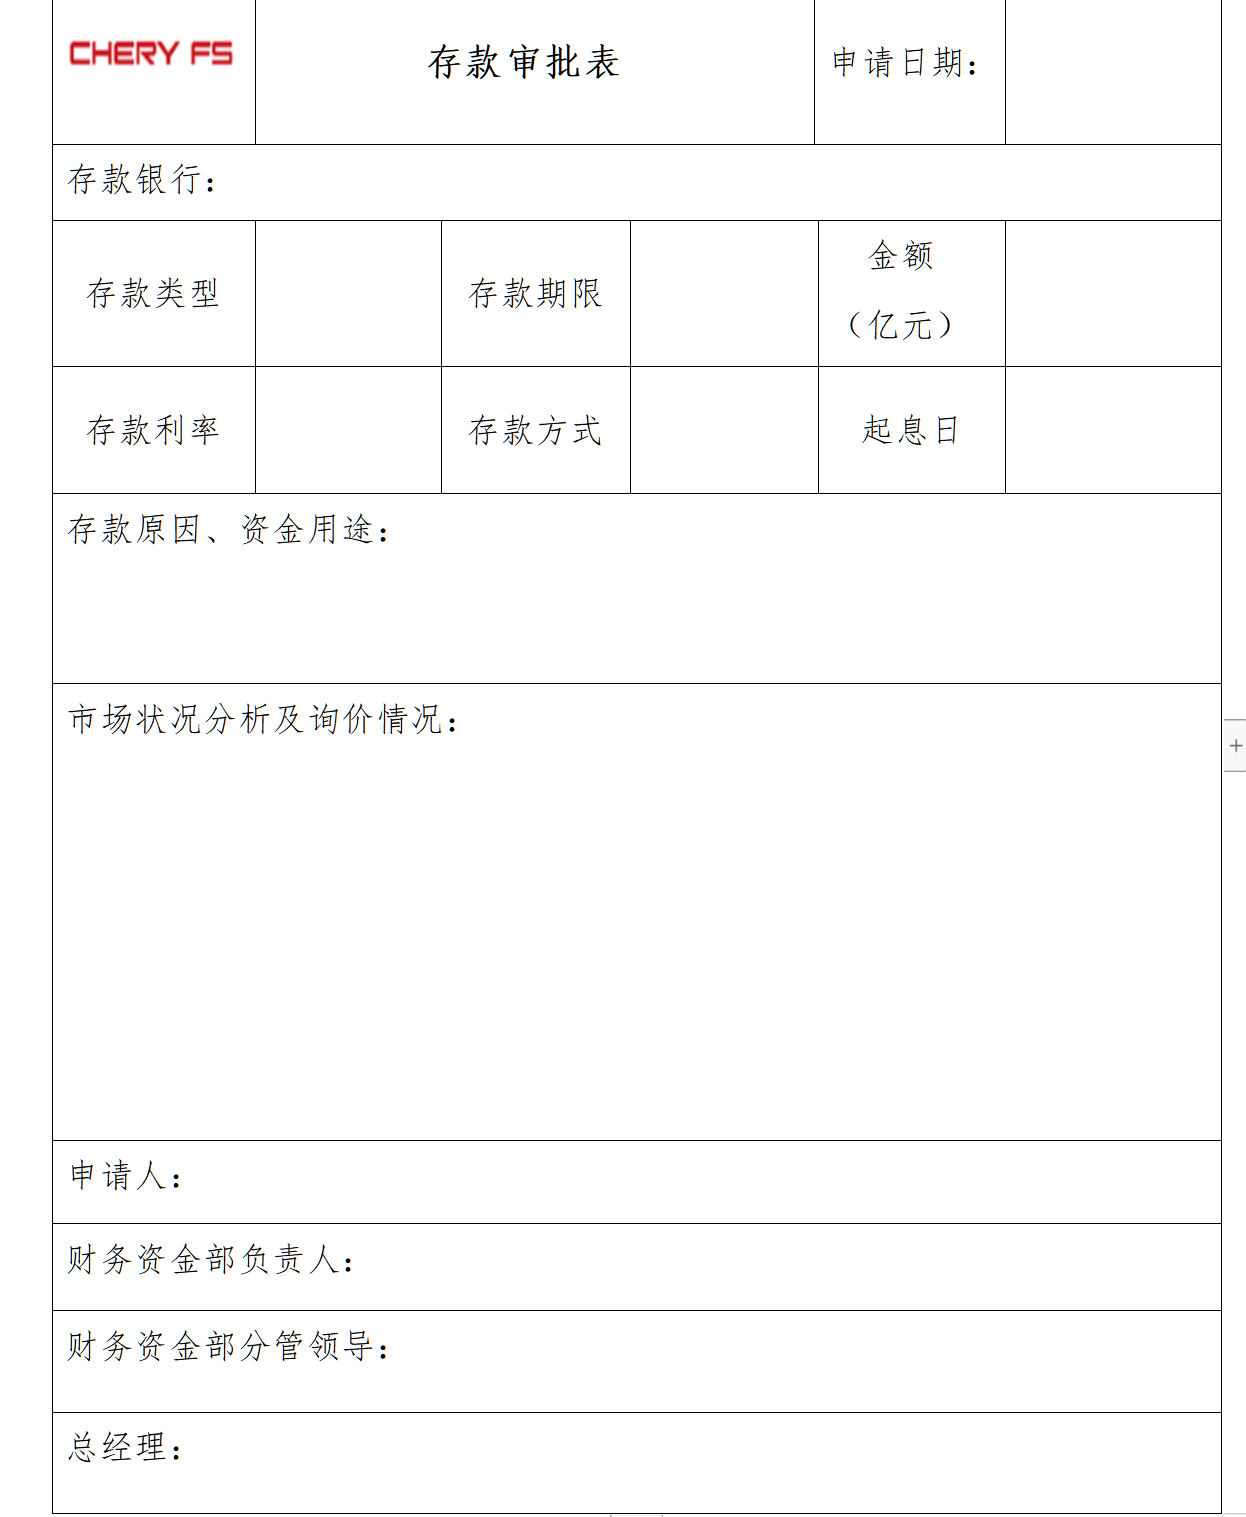 CHERY FS
存款审批表
申请日期：
存款银行：
存款类型
存款期限
金额
（亿元）
存款利率
存款方式
起息日
存款原因、资金用途：
市场状况分析及询价情况：
申请人：
财务资金部负责人：
财务资金部分管领导：
总经理：